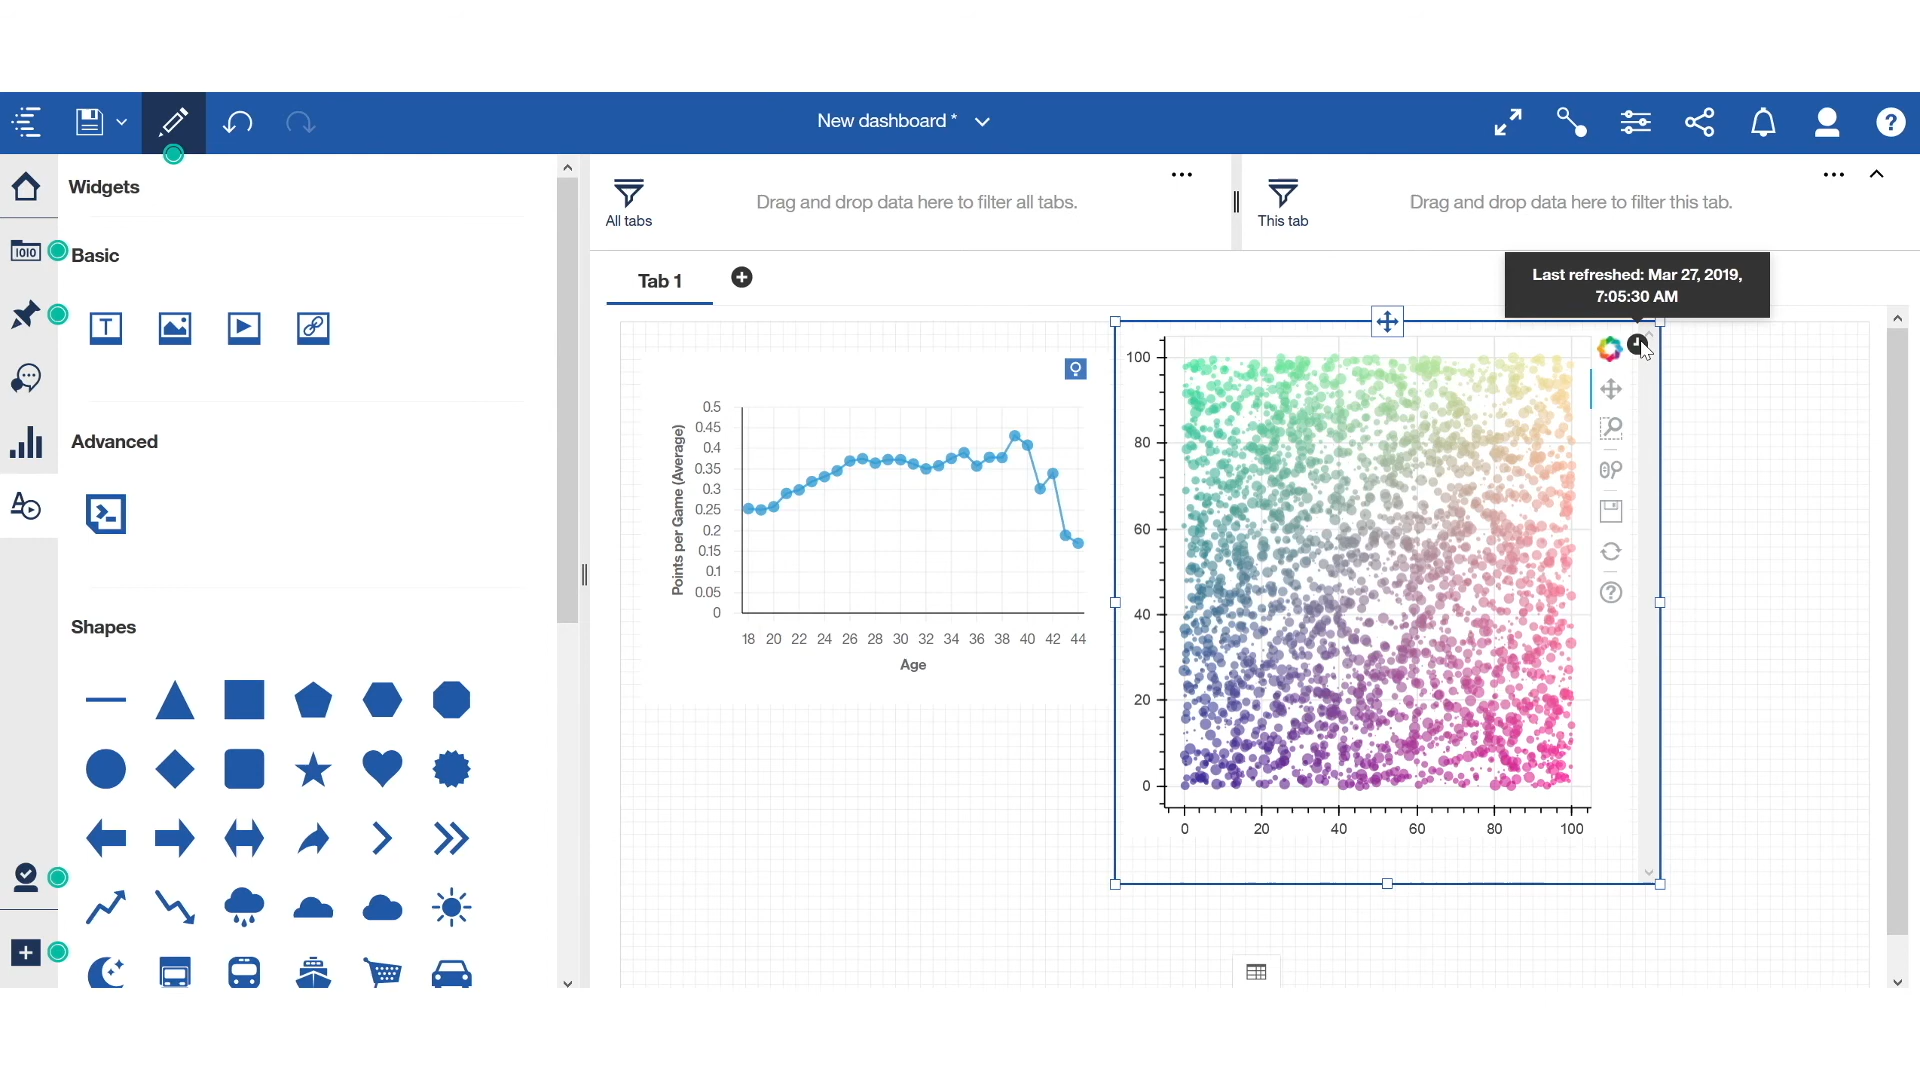 New dashboard *
?
Widgets
All tabs
Drag and drop data here to filter all tabs.
This tab
Drag and drop data here to filter this tab.
1010
Basic
T
Tab 1
Last refreshed: Mar 27, 2019,
7:05:30 AM
Advanced
Shapes
A
Points per Game (Average)
0.5
0.45
0.4
0.35
0.3
0.25
0.2
0.15
0.1
0.05
0
18 20 22 24 26 28 30 32 34 36 38 40 42 44
Age
100
80
60
40
20
0
0 20 40 60 80 100
?